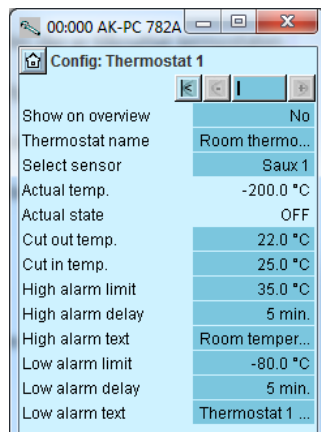 00:000 AK-PC 782A
Config: Thermostat 1
Show on overview No
Thermostat name Room thermo...
Select sensor Saux 1
Actual temp. -200.0 °C
Actual state OFF
Cut out temp. 22.0 °C
Cut in temp. 25.0 °C
High alarm limit 35.0 °C
High alarm delay 5 min.
High alarm text Room temper...
Low alarm limit -80.0 °C
Low alarm delay 5 min.
Low alarm text Thermostat 1 ...